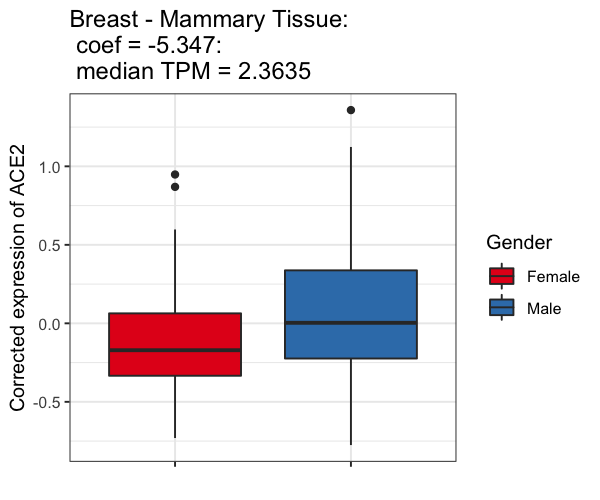 Breast - Mammary Tissue:
coef = -5.347:
median TPM = 2.3635
Corrected expression of ACE2
1.0
0.5
0.0
-0.5
Gender
Female
Male